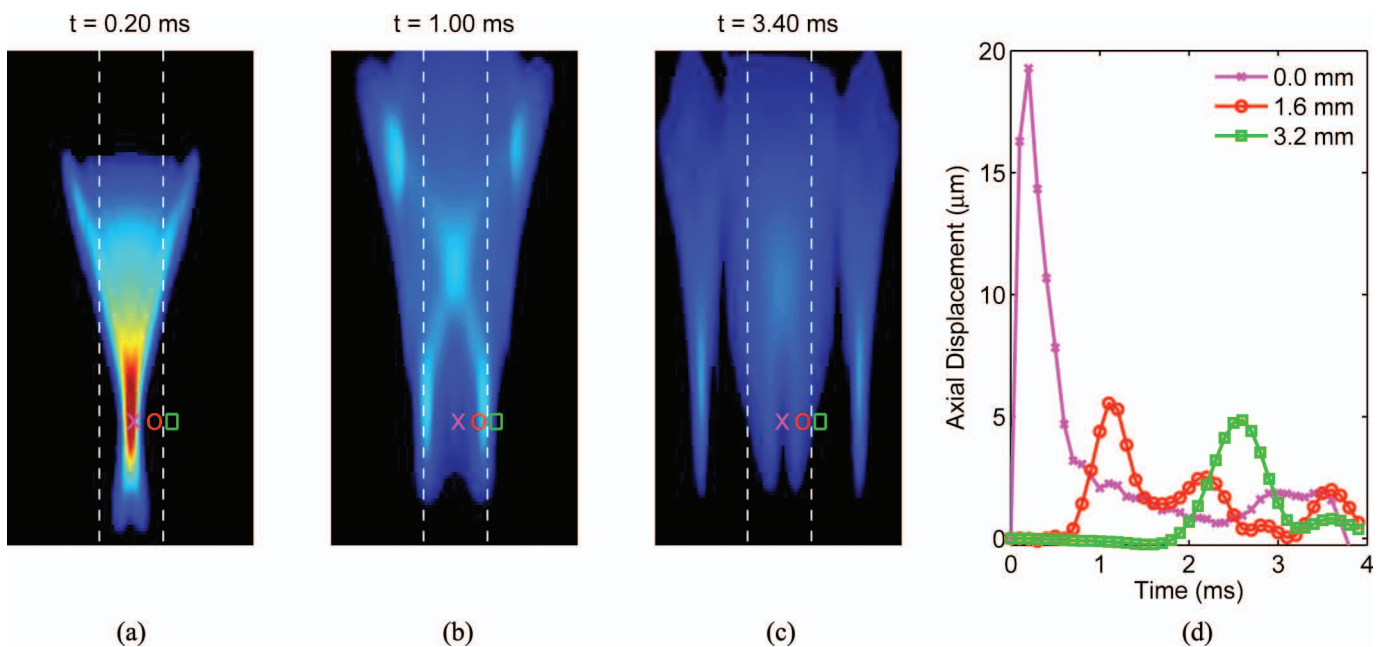 t = 0.20 ms
t = 1.00 ms
t = 3.40 ms
X O
X O
X O
(a)
(b)
(c)
20
15
10
5
0
0
1
2
3
4
Axial Displacement (μm)
Time (ms)
0.0 mm
1.6 mm
3.2 mm
(d)